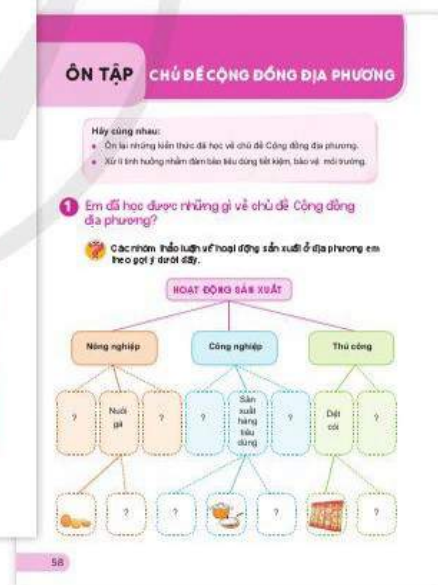 ÔN TẬP
CHỦ ĐỀ CỘNG ĐỒNG ĐỊA PHƯƠNG
Hãy cùng nhau:
Ôn lại những kiến thức đã học về chủ đề Cộng đồng địa phương.
Xử lí tình huống nhằm đảm bảo tiêu dùng tiết kiệm, bảo vệ môi trường.
1 Em đã học được những gì về chủ đề Cộng đồng
địa phương?
Các nhóm thảo luận về hoạt động sản xuất ở địa phương em
theo gợi ý dưới đây.
HOẠT ĐỘNG SẢN XUẤT
Nông nghiệp
Công nghiệp
Thủ công
?
Nuôi
gà
?
?
Sản
xuất
hàng
tiêu
dùng
?
Dệt
cói
?
?
?
?
?
58